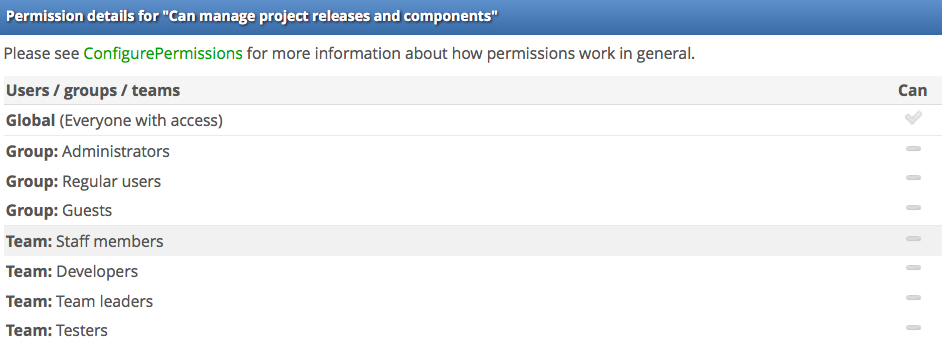 Permission details for "Can manage project releases and components"
Please see ConfigurePermissions for more information about how permissions work in general.
Users / groups / teams Can
Global (Everyone with access)
Group: Administrators
Group: Regular users
Group: Guests
Team: Staff members
Team: Developers
Team: Team leaders
Team: Testers